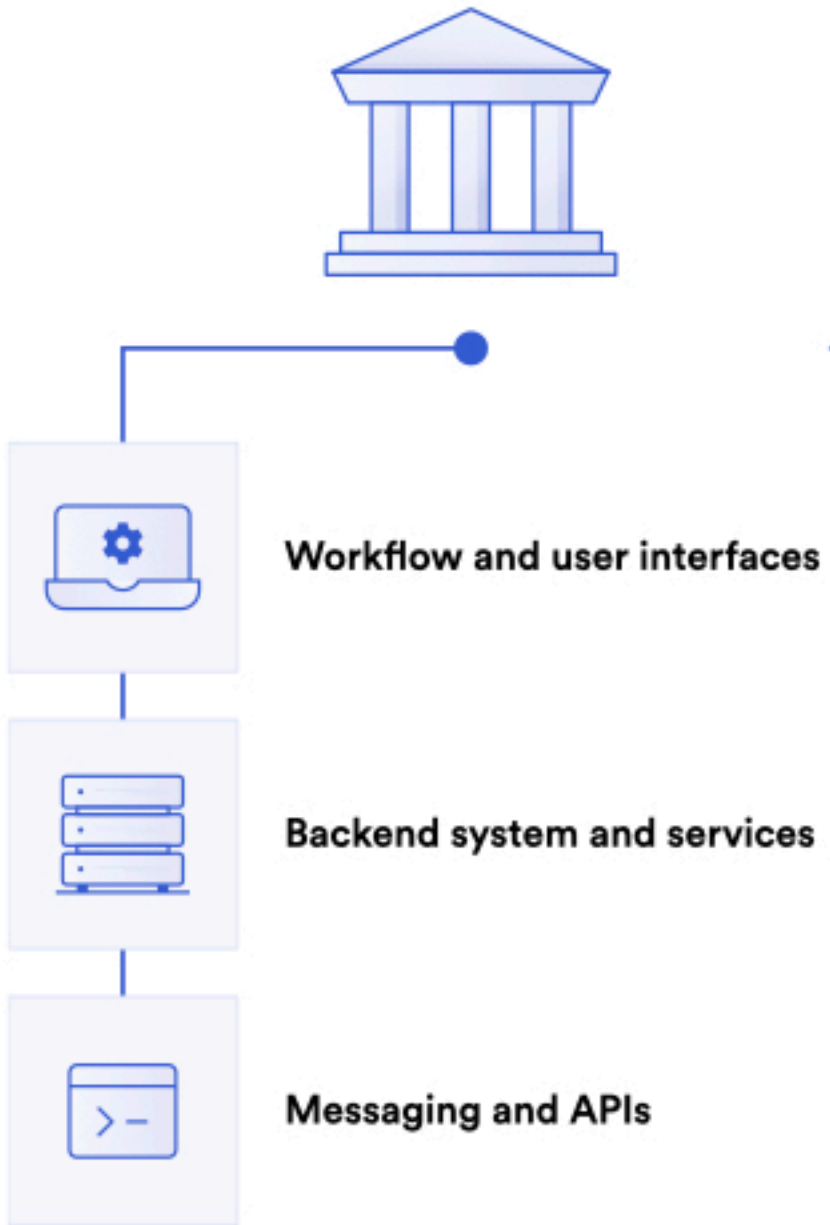 Workflow and user interfaces
Backend system and services
Messaging and APIs